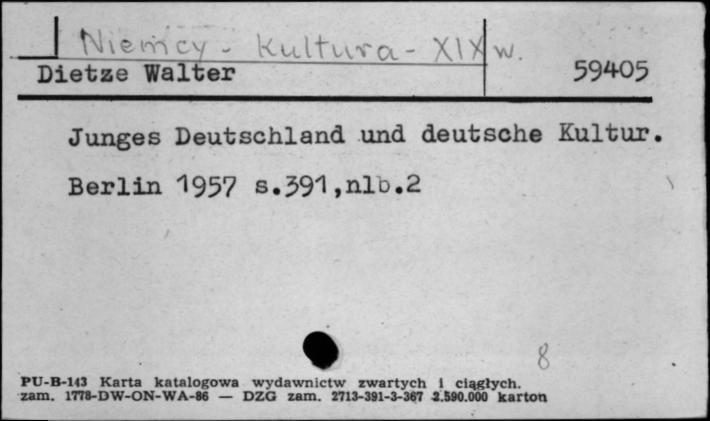 Niemcy - Kultura - XIX w.
Dietze Walter 59405
Junges Deutschland und deutsche Kultur.
Berlin 1957 s.391,nlb.2
8
PU-B-143 Karta katalogowa wydawnictw zwartych i ciągłych.
zam. 1778-DW-ON-WA-86 — DZG zam. 2713-391-3-367 2.590.000 karton